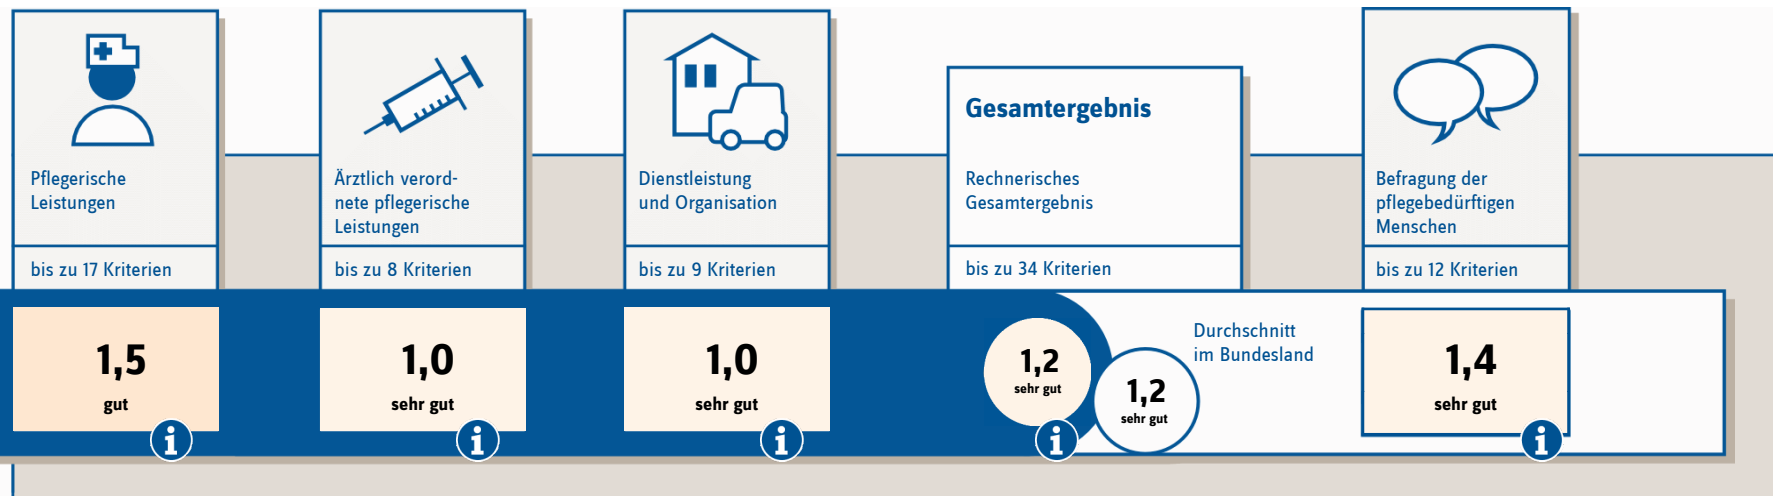 Pflegerische
Leistungen
bis zu 17 Kriterien
1,5
gut
i
Ärztlich verord-
nete pflegerische
Leistungen
bis zu 8 Kriterien
1,0
sehr gut
i
Dienstleistung
und Organisation
bis zu 9 Kriterien
1,0
sehr gut
i
Gesamtergebnis
Rechnerisches
Gesamtergebnis
bis zu 34 Kriterien
1,2
sehr gut
i
Durchschnitt
im Bundesland
1,2
sehr gut
Befragung der
pflegebedürftigen
Menschen
bis zu 12 Kriterien
1,4
sehr gut
i